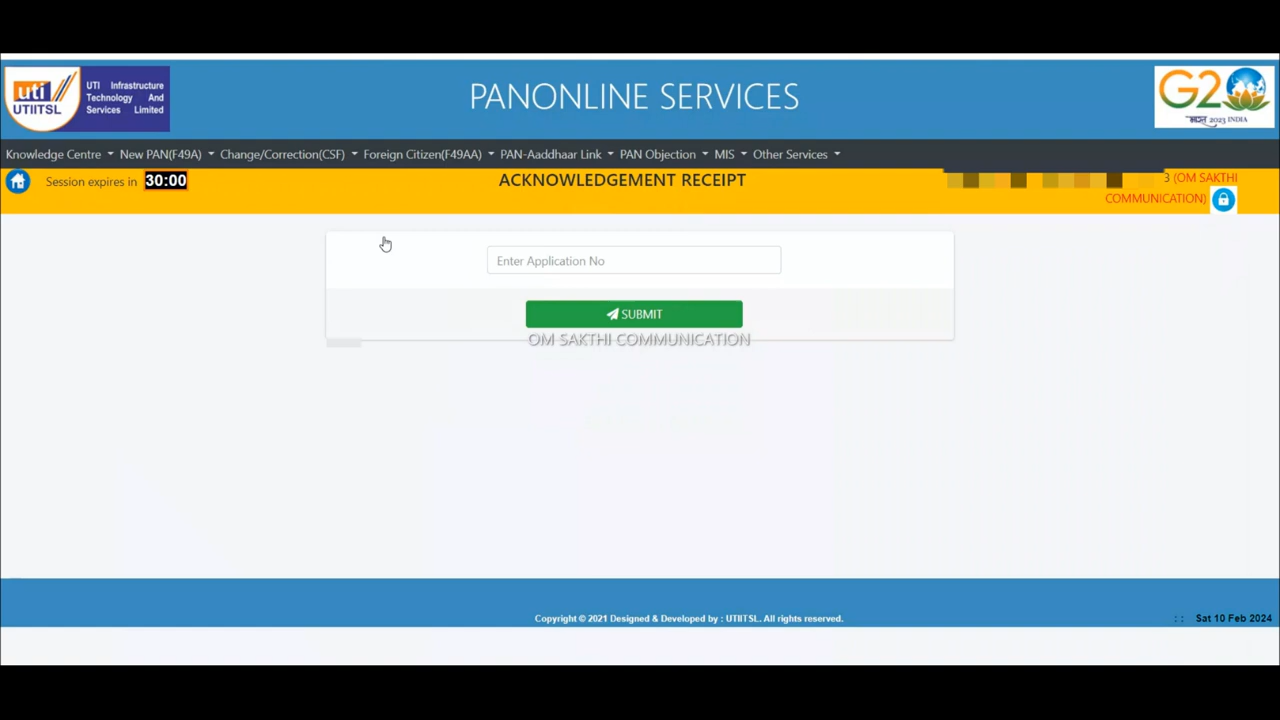 uti
UTIITSL
UTI Infrastructure
Technology And
Services Limited
PANONLINE SERVICES
G20
भारत 2023 INDIA
Knowledge Centre New PAN(F49A) Change/Correction(CSF) Foreign Citizen(F49AA) PAN-Aaddhaar Link PAN Objection MIS Other Services
Session expires in 30:00
ACKNOWLEDGEMENT RECEIPT
3 (OM SAKTHI
COMMUNICATION)
Enter Application No
SUBMIT
OM SAKTHI COMMUNICATION
Copyright © 2021 Designed & Developed by : UTIITSL. All rights reserved.
: : Sat 10 Feb 2024